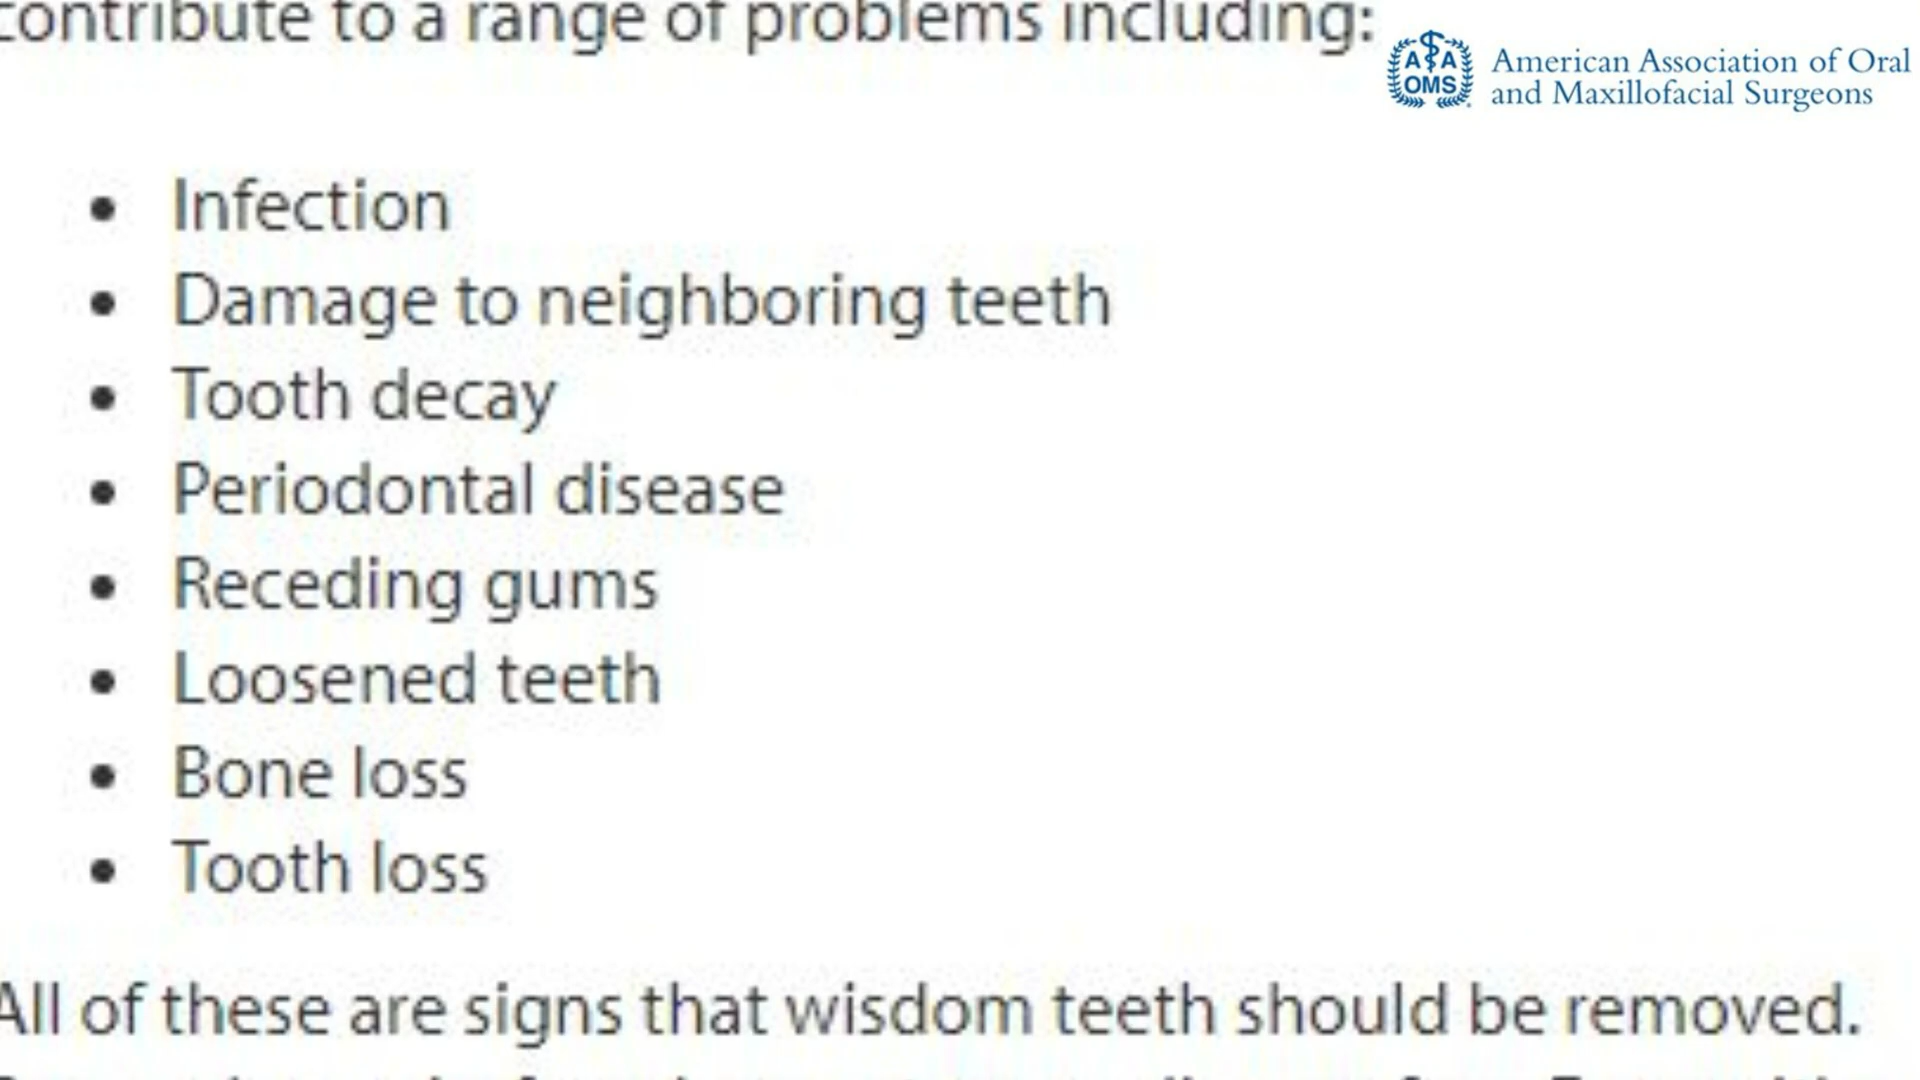 contribute to a range of problems including:
AAOMS
American Association of Oral
and Maxillofacial Surgeons
• Infection
• Damage to neighboring teeth
• Tooth decay
• Periodontal disease
• Receding gums
• Loosened teeth
• Bone loss
• Tooth loss
All of these are signs that wisdom teeth should be removed.